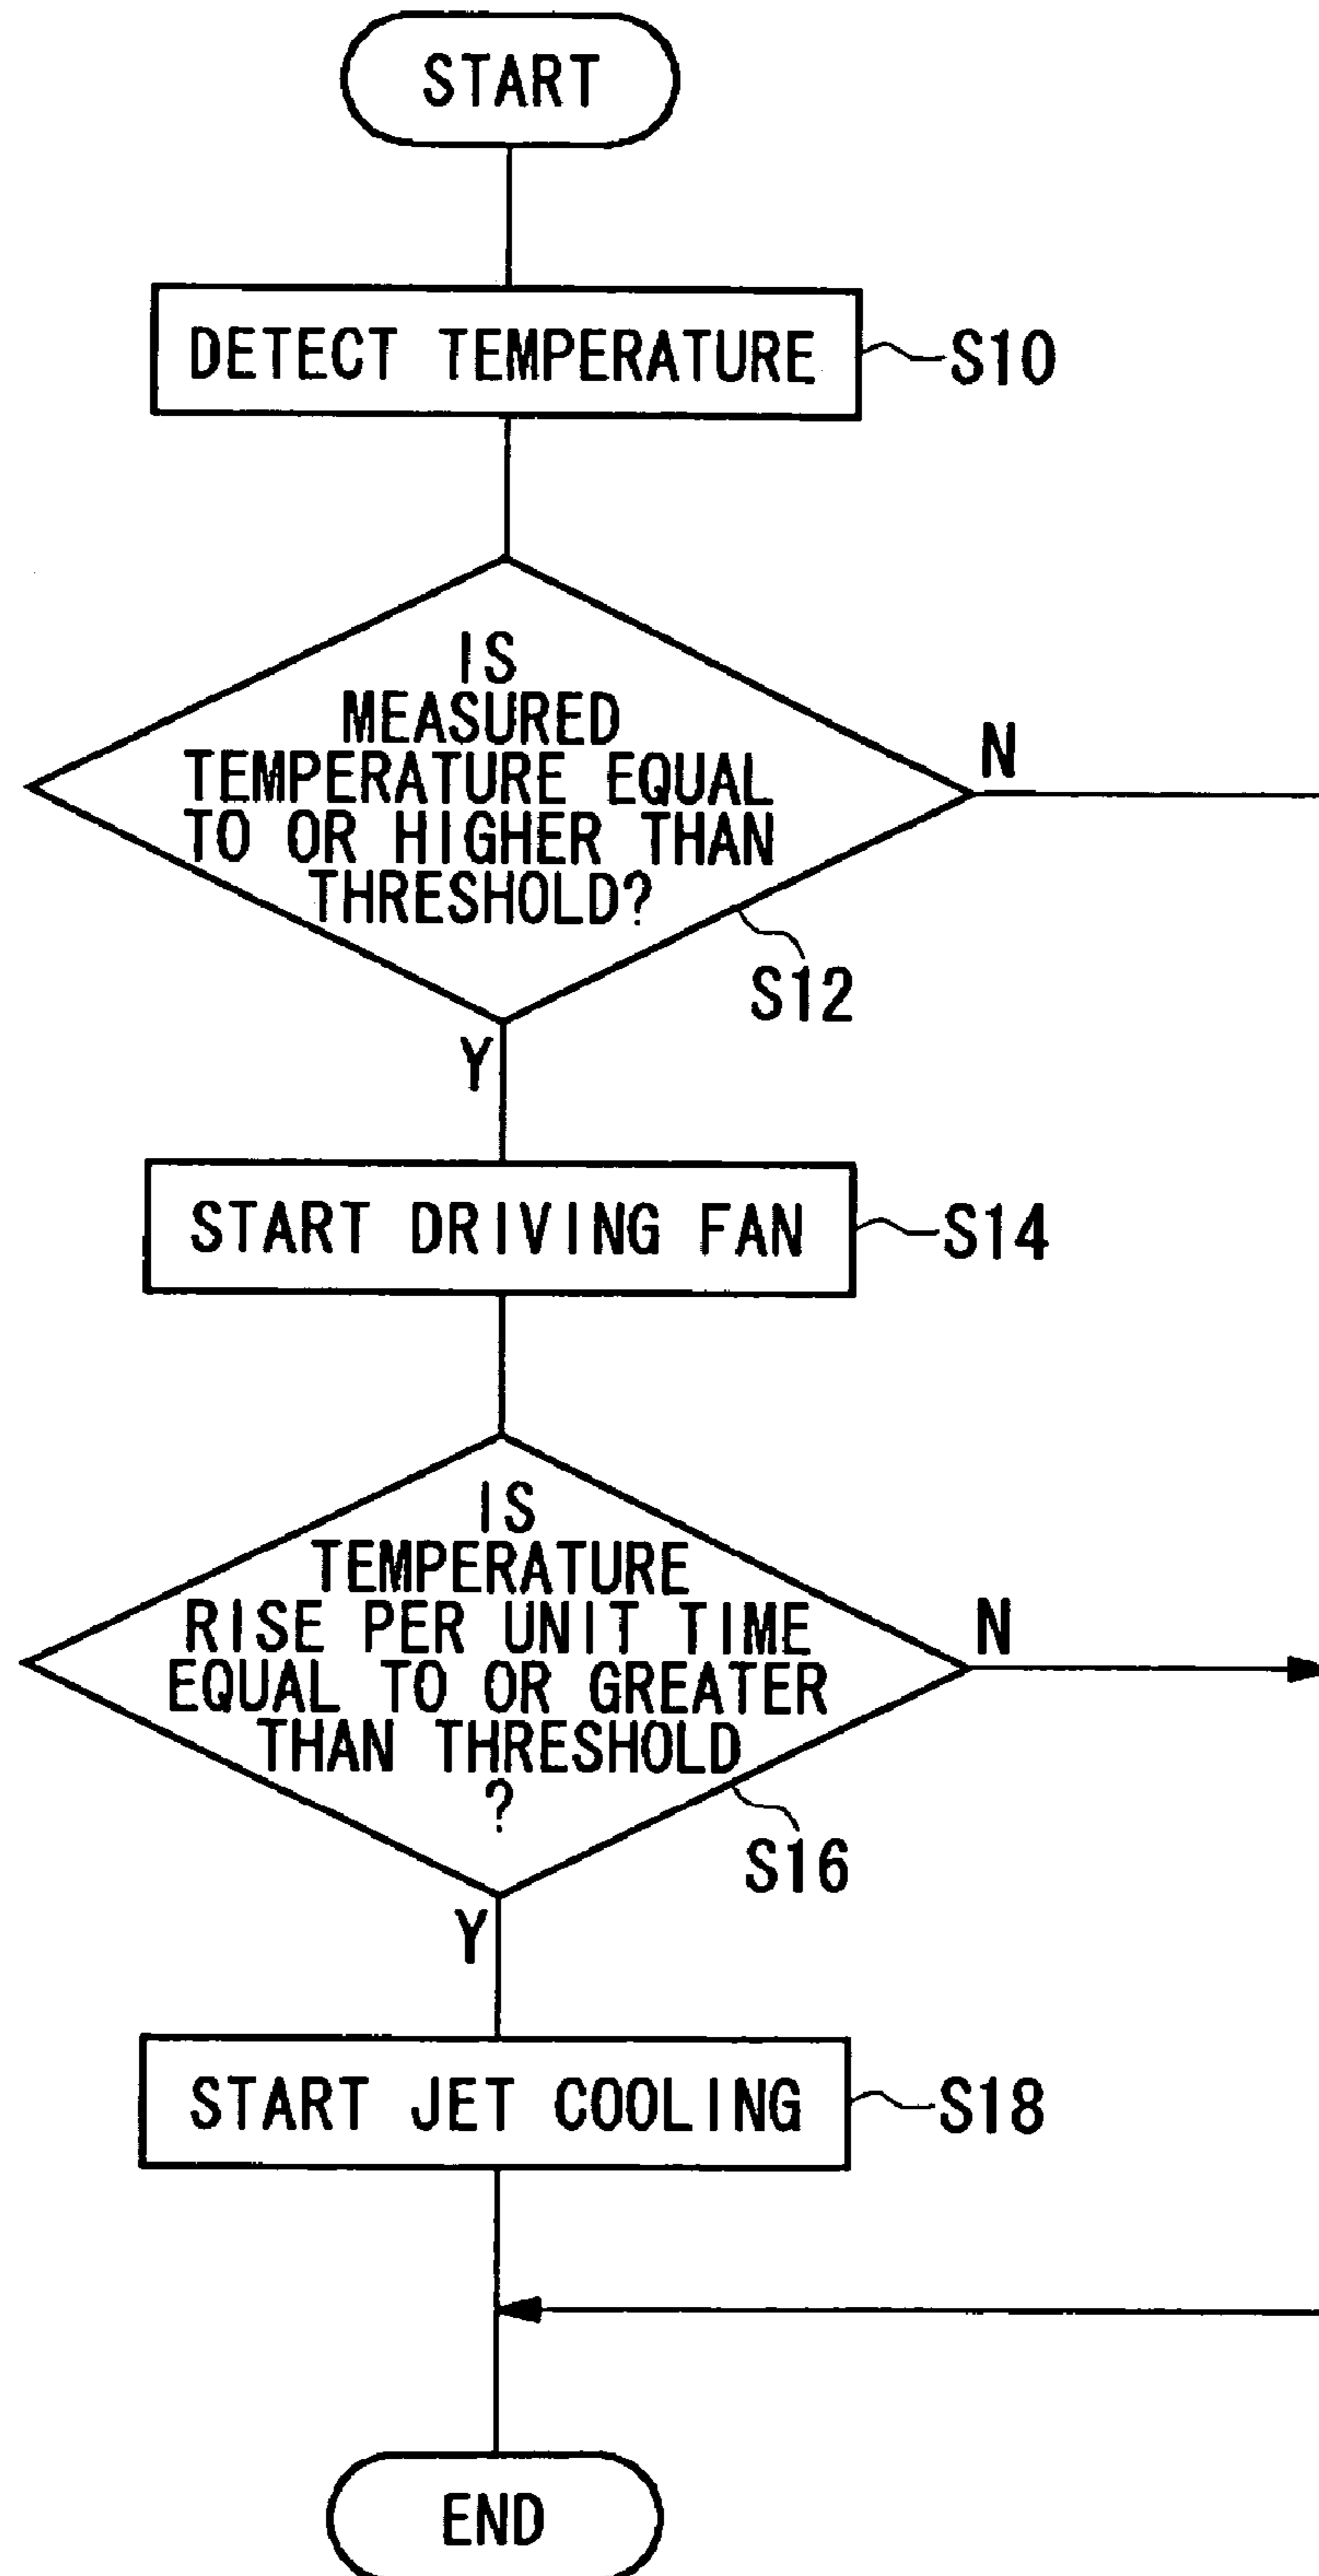 START
DETECT TEMPERATURE
S10
IS
MEASURED
TEMPERATURE EQUAL
TO OR HIGHER THAN
THRESHOLD?
N
S12
Y
START DRIVING FAN
S14
IS
TEMPERATURE
RISE PER UNIT TIME
EQUAL TO OR GREATER
THAN THRESHOLD
?
N
S16
Y
START JET COOLING
S18
END